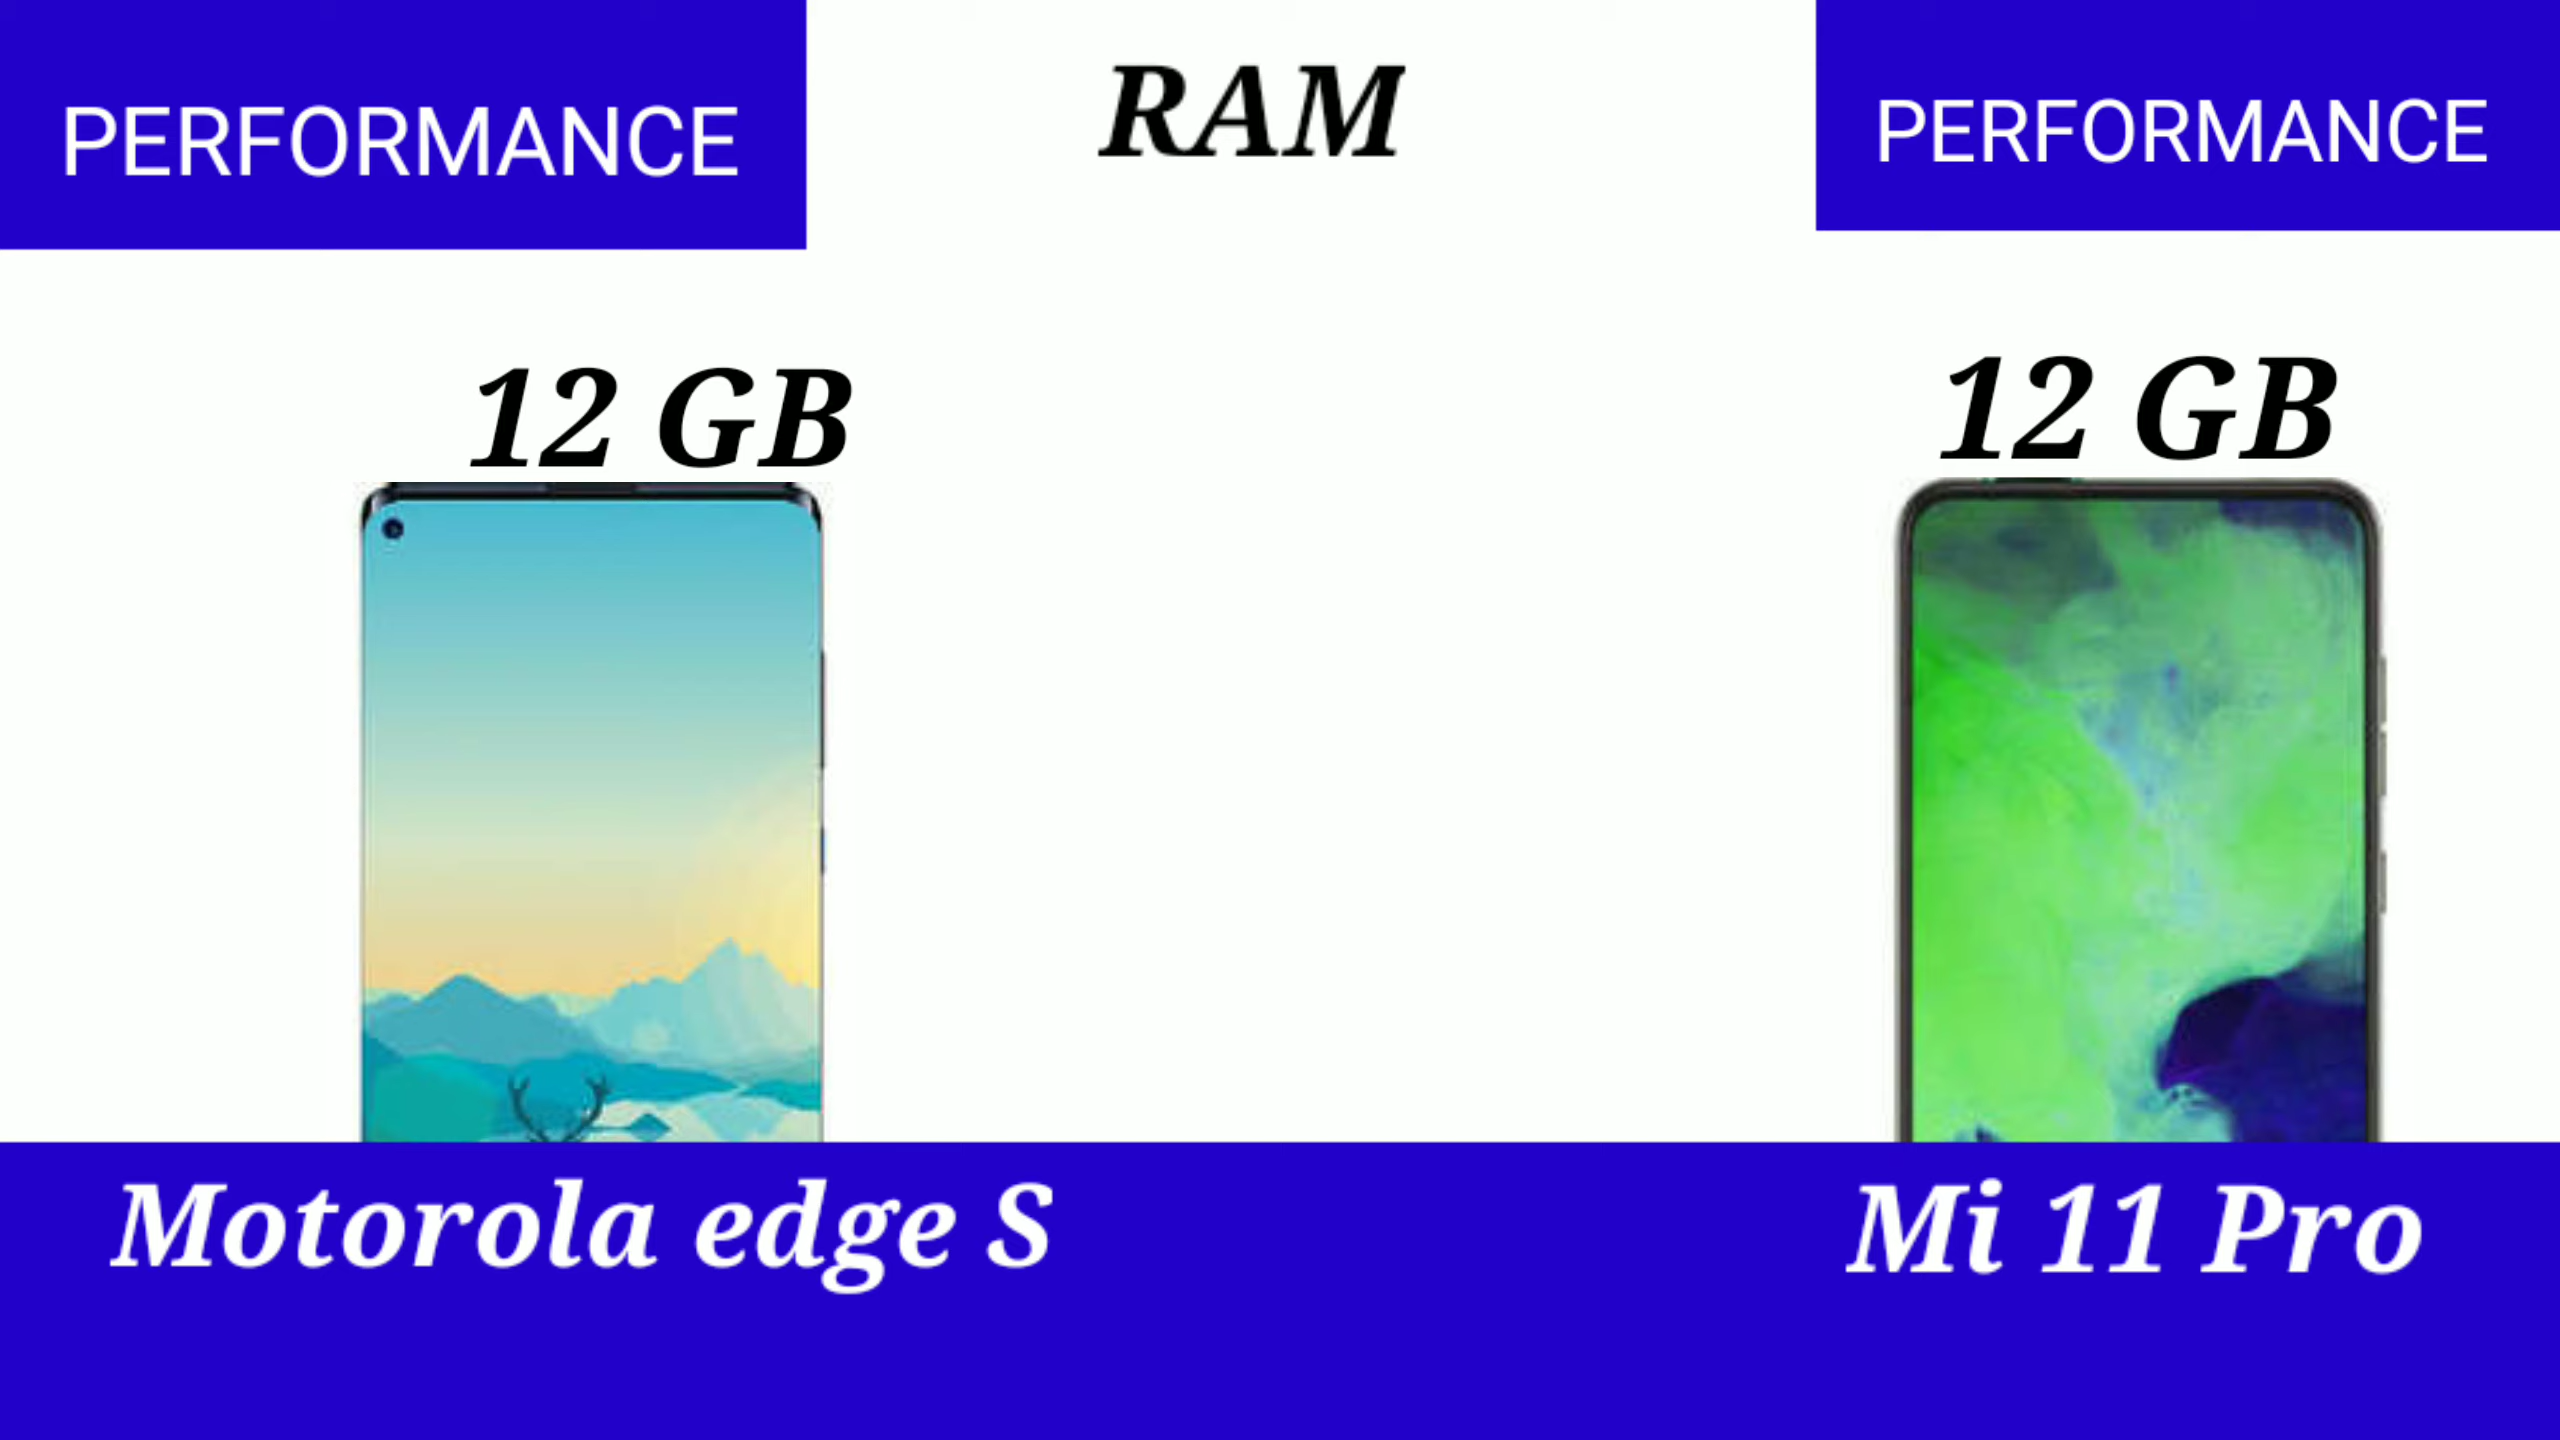 PERFORMANCE
RAM
PERFORMANCE
12 GB
12 GB
Motorola edge S
Mi 11 Pro